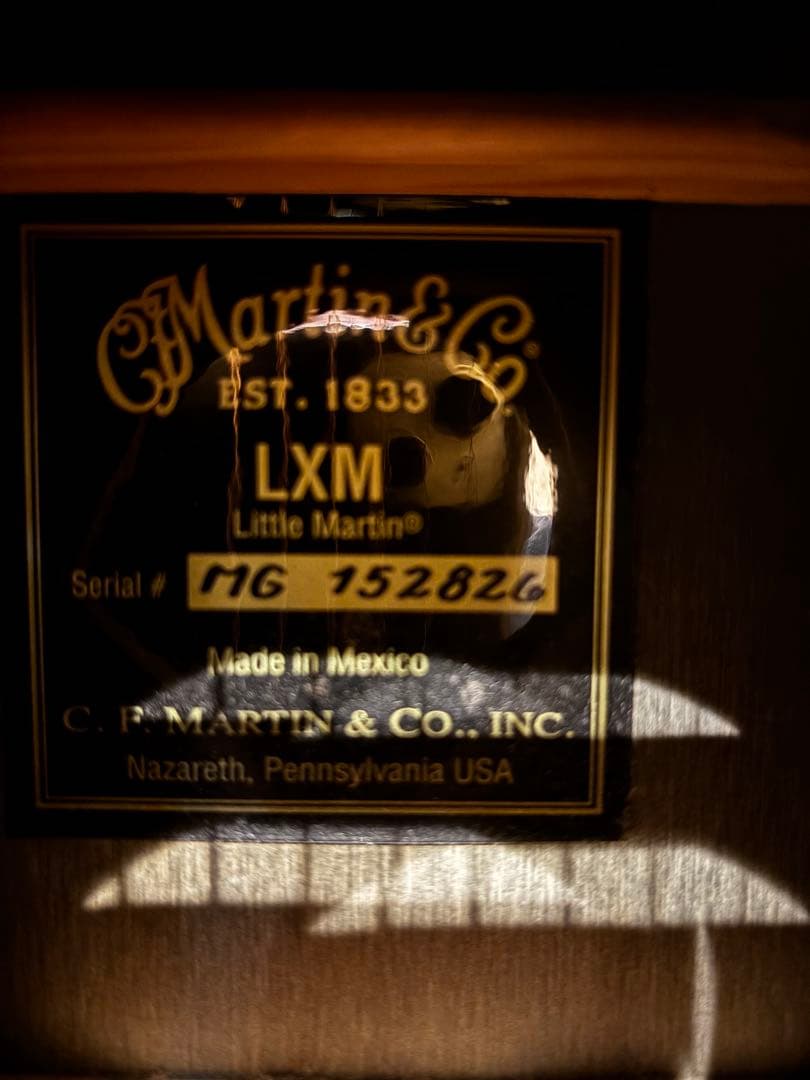 CF Martin & Co.®
EST. 1833
LXM
Little Martin®
Serial # MG 152826
Made in Mexico
C. F. MARTIN & CO., INC.
Nazareth, Pennsylvania USA